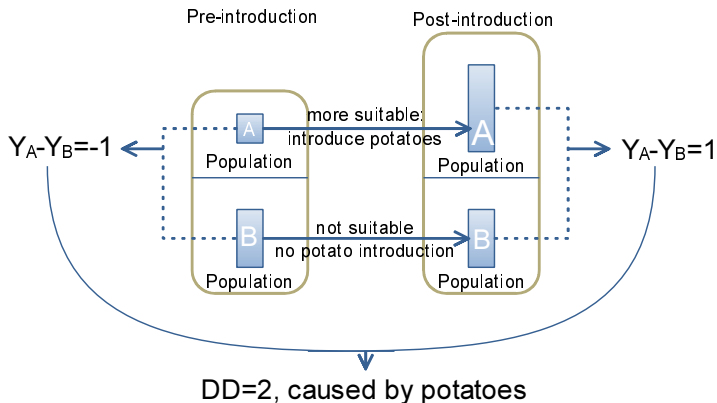 Pre-introduction
Post-introduction
A
more suitable:
introduce potatoes
A
Population
Population
YA-YB=-1
YA-YB=1
B
not suitable
no potato introduction
B
Population
Population
DD=2, caused by potatoes